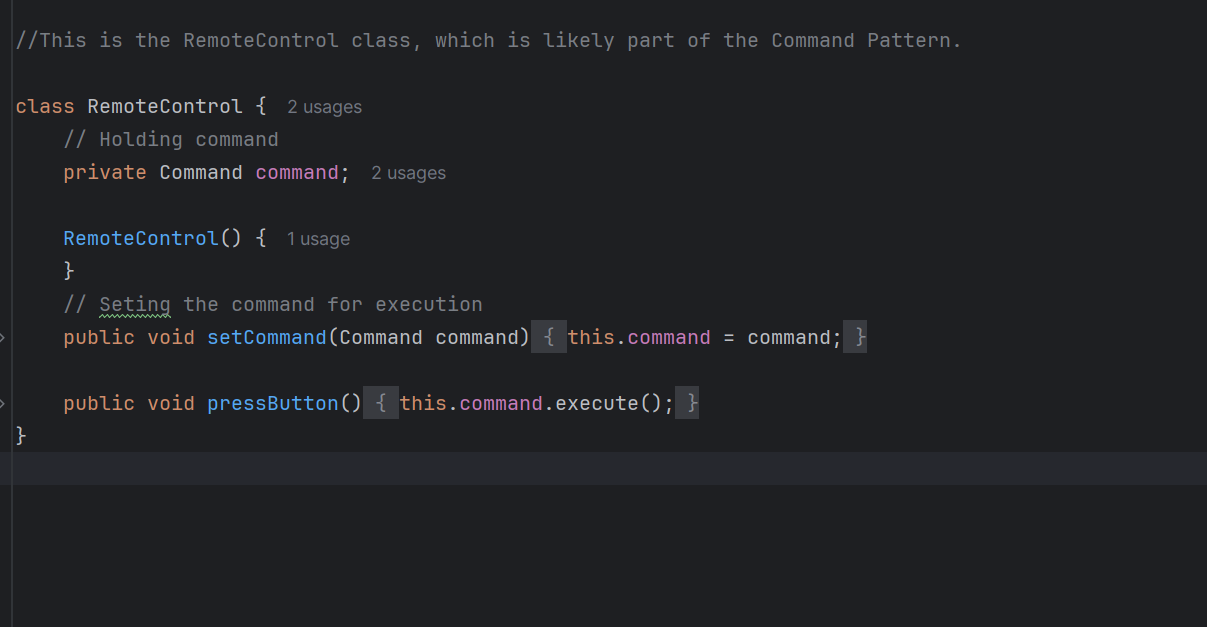 //This is the RemoteControl class, which is likely part of the Command Pattern.
class RemoteControl { 2 usages
// Holding command
private Command command; 2 usages
RemoteControl() { 1 usage
}
// Seting the command for execution
public void setCommand(Command command) { this.command = command; }
public void pressButton() { this.command.execute(); }
}